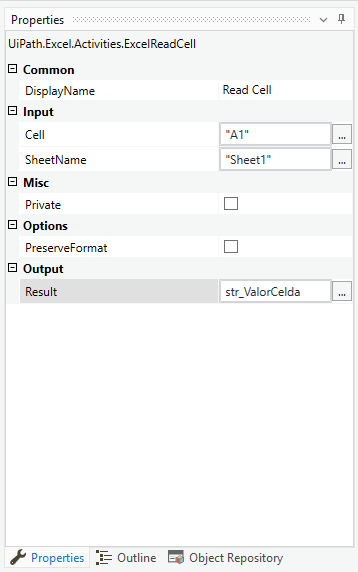 Properties
UiPath.Excel.Activities.ExcelReadCell
Common
DisplayName Read Cell
Input
Cell "A1" ...
SheetName "Sheet1" ...
Misc
Private
Options
PreserveFormat
Output
Result str_ValorCelda ...
Properties Outline Object Repository